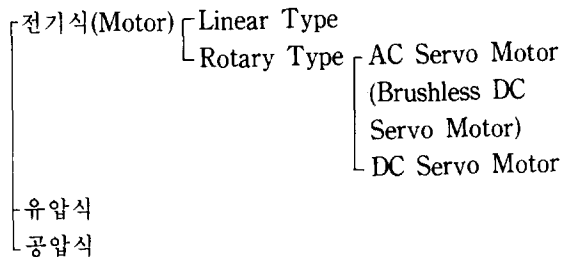 전기식(Motor) Linear Type
Rotary Type AC Servo Motor
(Brushless DC
Servo Motor)
DC Servo Motor
유압식
공압식